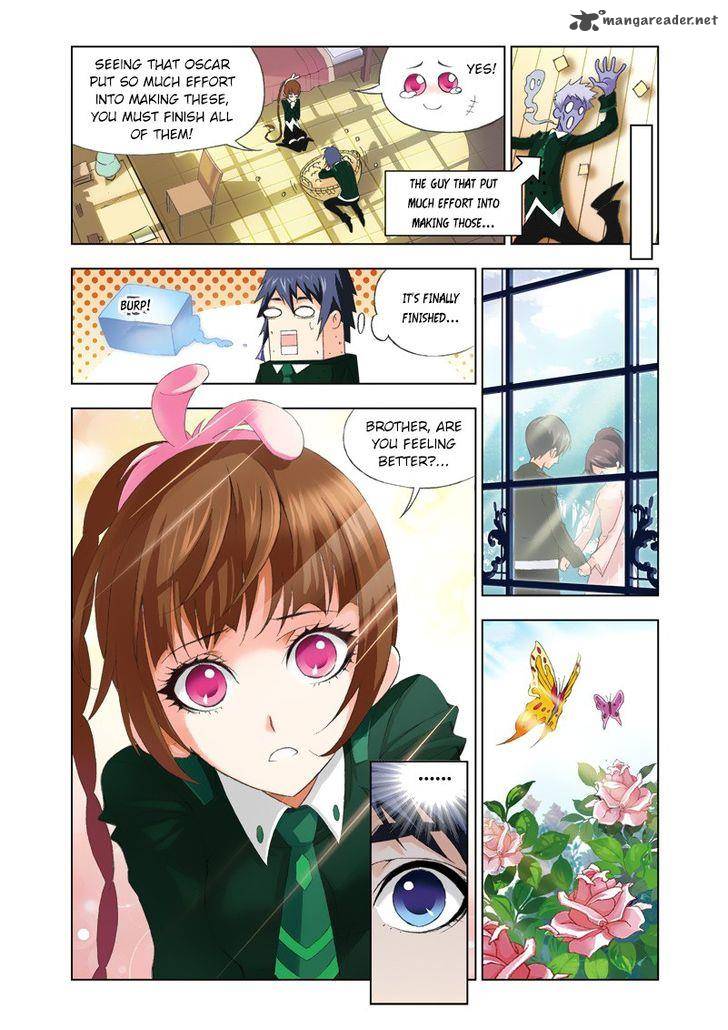 mangareader.net
SEEING THAT OSCAR
PUT SO MUCH EFFORT
INTO MAKING THESE,
YOU MUST FINISH ALL
OF THEM!
YES!
THE GUY THAT PUT
MUCH EFFORT INTO
MAKING THOSE...
BURP!
IT'S FINALLY
FINISHED...
BROTHER, ARE
YOU FEELING
BETTER?...
......